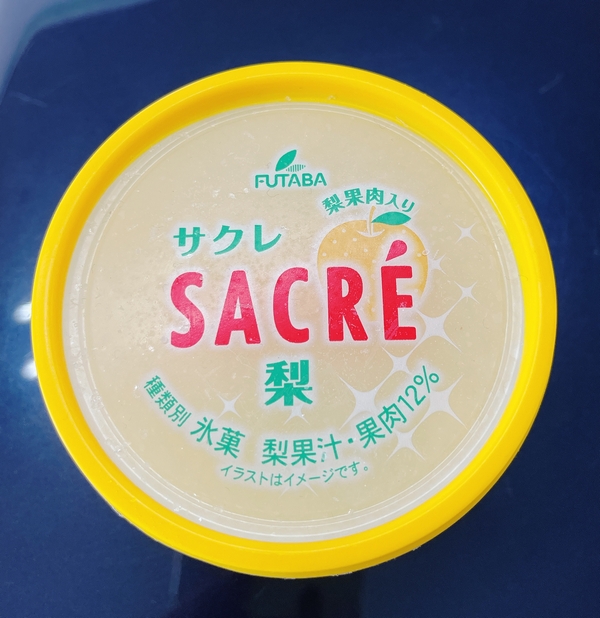 FUTABA
梨果肉入り
サクレ
SACRÉ
梨
種類別 氷菓 梨果汁・果肉12%
イラストはイメージです。